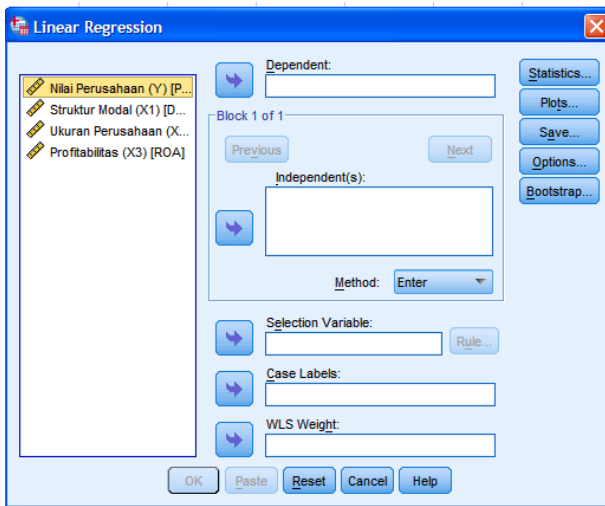 Linear Regression
Nilai Perusahaan (Y) [P...
Struktur Modal (X1) [D...
Ukuran Perusahaan (X...
Profitabilitas (X3) [ROA]
Dependent:
Block 1 of 1
Previous
Next
Independent(s):
Method:
Enter
Selection Variable:
Rule...
Case Labels:
WLS Weight:
Statistics...
Plots...
Save...
Options...
Bootstrap...
OK
Paste
Reset
Cancel
Help